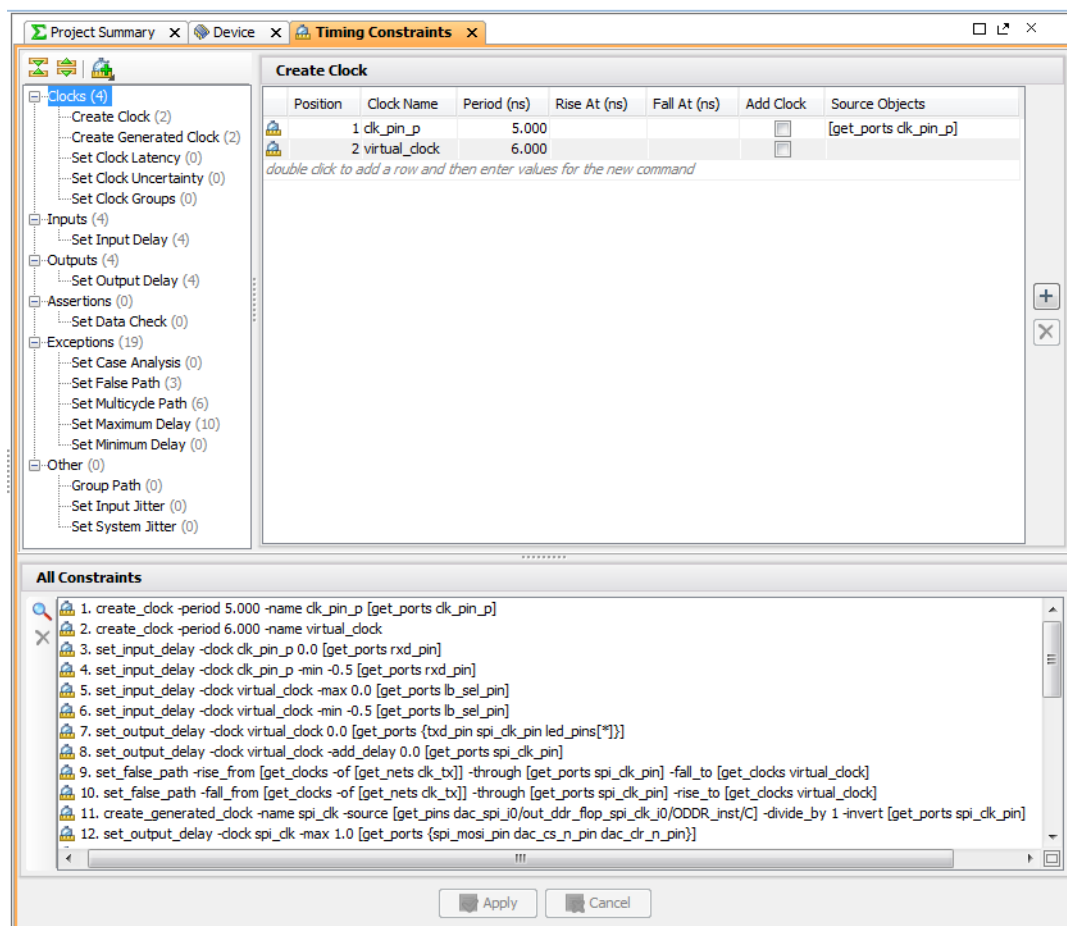 Project Summary Device Timing Constraints
Clocks (4)
Create Clock (2)
Create Generated Clock (2)
Set Clock Latency (0)
Set Clock Uncertainty (0)
Set Clock Groups (0)
Inputs (4)
Set Input Delay (4)
Outputs (4)
Set Output Delay (4)
Assertions (0)
Set Data Check (0)
Exceptions (19)
Set Case Analysis (0)
Set False Path (3)
Set Multicycle Path (6)
Set Maximum Delay (10)
Set Minimum Delay (0)
Other (0)
Group Path (0)
Set Input Jitter (0)
Set System Jitter (0)
Create Clock
Position Clock Name Period (ns) Rise At (ns) Fall At (ns) Add Clock Source Objects
1 clk_pin_p 5.000 [get_ports clk_pin_p]
2 virtual_clock 6.000
double click to add a row and then enter values for the new command
All Constraints
1. create_clock -period 5.000 -name clk_pin_p [get_ports clk_pin_p]
2. create_clock -period 6.000 -name virtual_clock
3. set_input_delay -clock clk_pin_p 0.0 [get_ports rxd_pin]
4. set_input_delay -clock clk_pin_p -min -0.5 [get_ports rxd_pin]
5. set_input_delay -clock virtual_clock -max 0.0 [get_ports lb_sel_pin]
6. set_input_delay -clock virtual_clock -min -0.5 [get_ports lb_sel_pin]
7. set_output_delay -clock virtual_clock 0.0 [get_ports {txd_pin spi_clk_pin led_pins[*]}]
8. set_output_delay -clock virtual_clock -add_delay 0.0 [get_ports spi_clk_pin]
9. set_false_path -rise_from [get_clocks -of [get_nets clk_tx]] -through [get_ports spi_clk_pin] -fall_to [get_clocks virtual_clock]
10. set_false_path -fall_from [get_clocks -of [get_nets clk_tx]] -through [get_ports spi_clk_pin] -rise_to [get_clocks virtual_clock]
11. create_generated_clock -name spi_clk -source [get_pins dac_spi_i0/out_ddr_flop_spi_clk_i0/ODDR_inst/C] -divide_by 1 -invert [get_ports spi_clk_pin]
12. set_output_delay -clock spi_clk -max 1.0 [get_ports {spi_mosi_pin dac_cs_n_pin dac_clr_n_pin}]
Apply Cancel